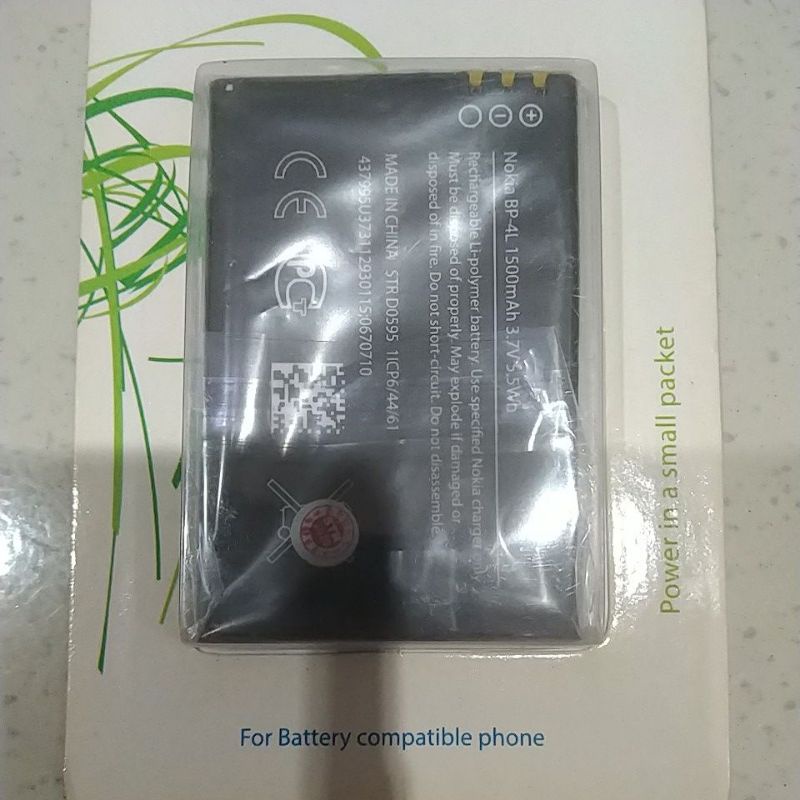 Nokia BP-4L 1500mAh 3.7V 5.5Wh
Rechargeable Li-polymer battery. Use specified Nokia charger only
Must be disposed of properly. May explode if damaged or
disposed of in fire. Do not short-circuit. Do not disassemble
MADE IN CHINA STR D0595 1ICP6/44/61
CE
Power in a small packet
For Battery compatible phone